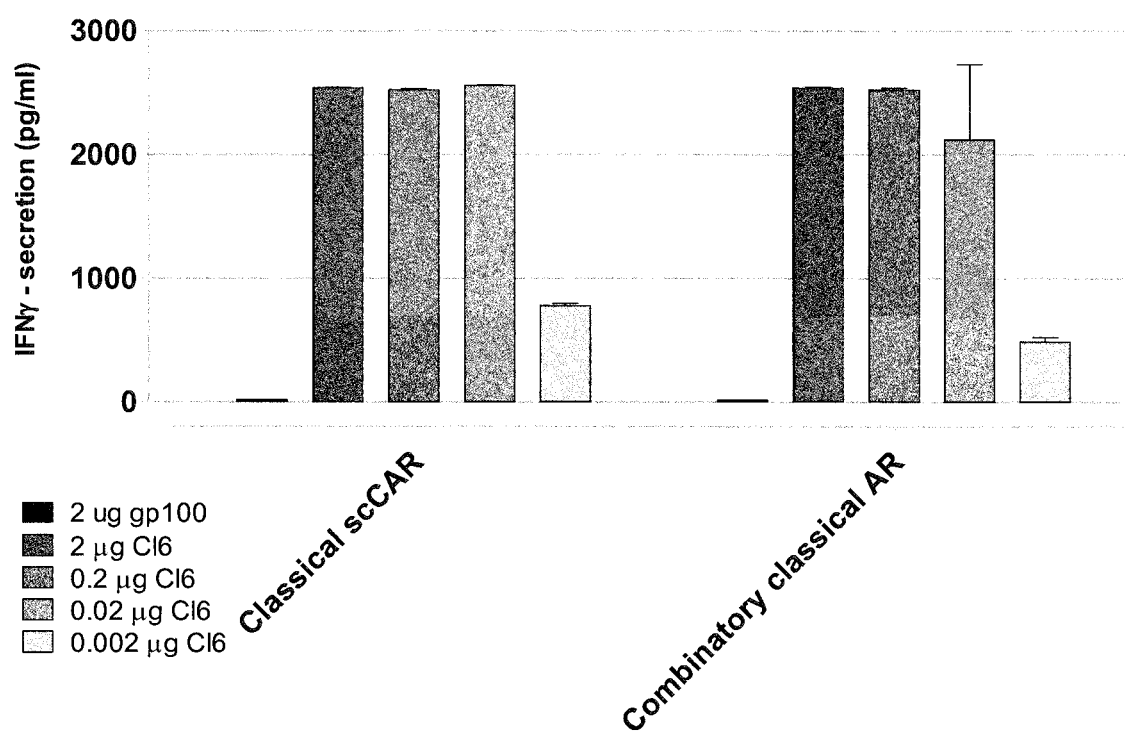 3000
2000
1000
0
IFNγ - secretion (pg/ml)
Classical scCAR
Combinatory classical AR
2 ug gp100
2 μg Cl6
0.2 μg Cl6
0.02 μg Cl6
0.002 μg Cl6